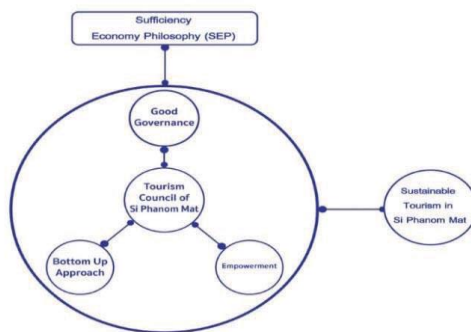 Sufficiency
Economy Philosophy (SEP)
Good
Governance
Tourism
Council of
Si Phanom Mat
Sustainable
Tourism in
Si Phanom Mat
Bottom Up
Approach
Empowerment